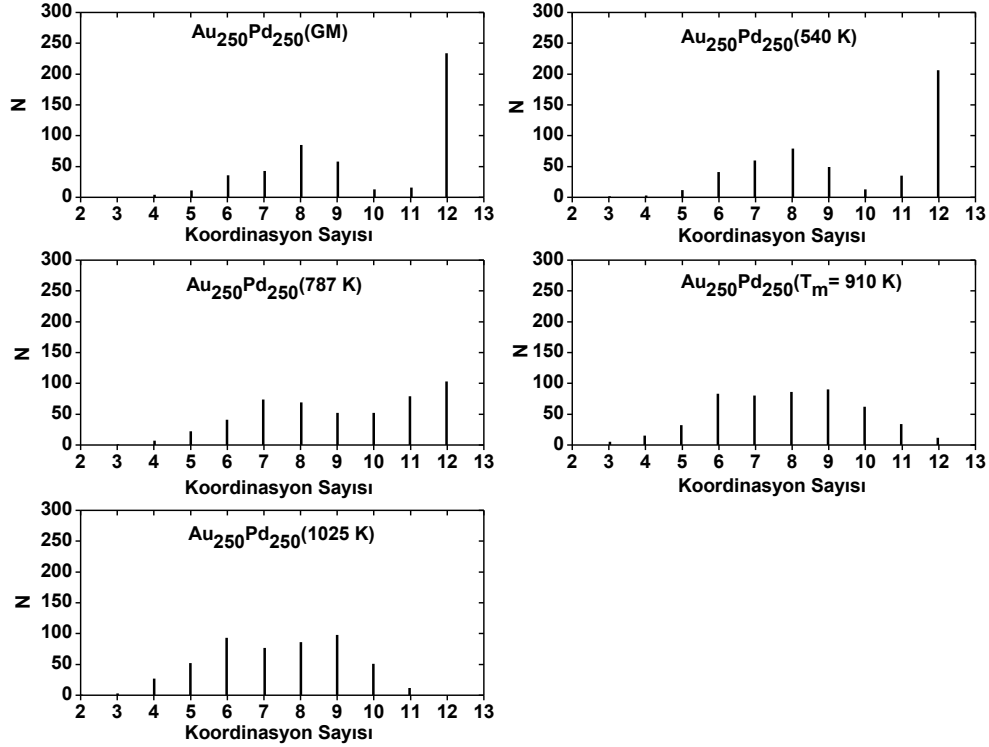 Au250Pd250(GM)
300
250
200
150
100
50
0
N
2 3 4 5 6 7 8 9 10 11 12 13
Koordinasyon Sayısı
Au250Pd250(540 K)
300
250
200
150
100
50
0
N
2 3 4 5 6 7 8 9 10 11 12 13
Koordinasyon Sayısı
Au250Pd250(787 K)
300
250
200
150
100
50
0
N
2 3 4 5 6 7 8 9 10 11 12 13
Koordinasyon Sayısı
Au250Pd250(Tm= 910 K)
300
250
200
150
100
50
0
N
2 3 4 5 6 7 8 9 10 11 12 13
Koordinasyon Sayısı
Au250Pd250(1025 K)
300
250
200
150
100
50
0
N
2 3 4 5 6 7 8 9 10 11 12 13
Koordinasyon Sayısı